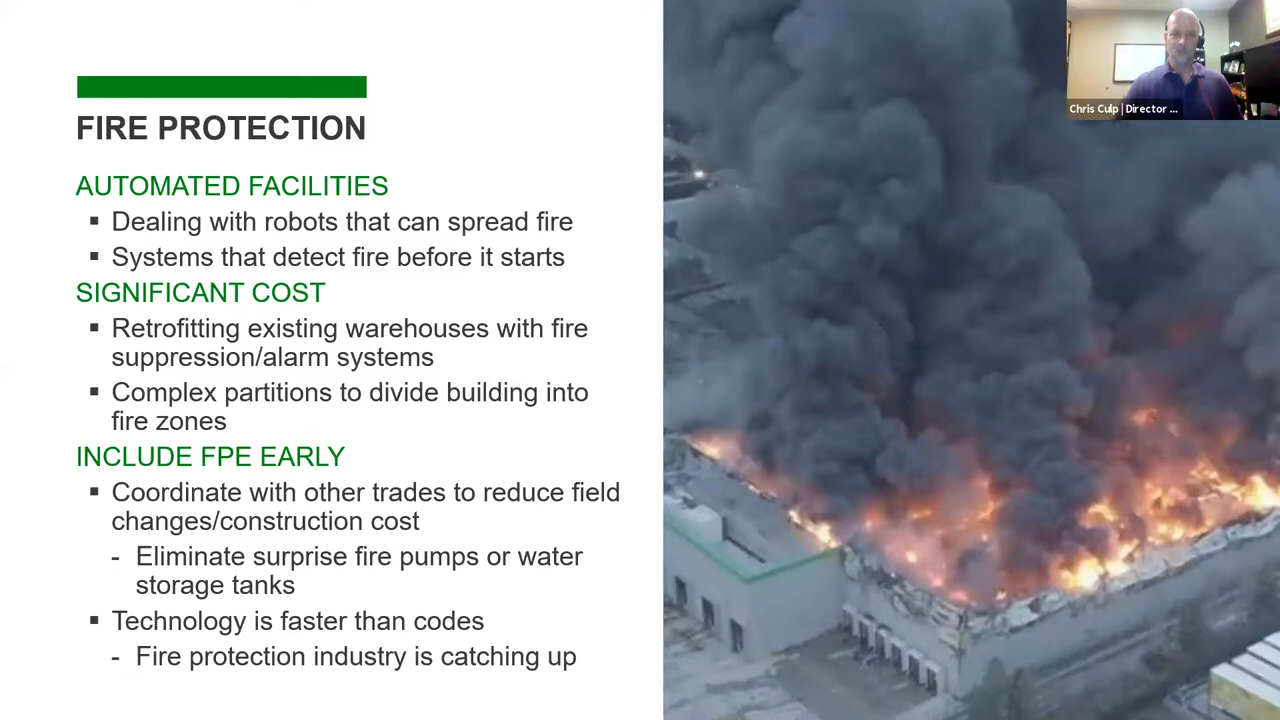 FIRE PROTECTION
AUTOMATED FACILITIES
▪ Dealing with robots that can spread fire
▪ Systems that detect fire before it starts
SIGNIFICANT COST
▪ Retrofitting existing warehouses with fire
suppression/alarm systems
▪ Complex partitions to divide building into
fire zones
INCLUDE FPE EARLY
▪ Coordinate with other trades to reduce field
changes/construction cost
- Eliminate surprise fire pumps or water
storage tanks
▪ Technology is faster than codes
- Fire protection industry is catching up
Chris Culp | Director ...